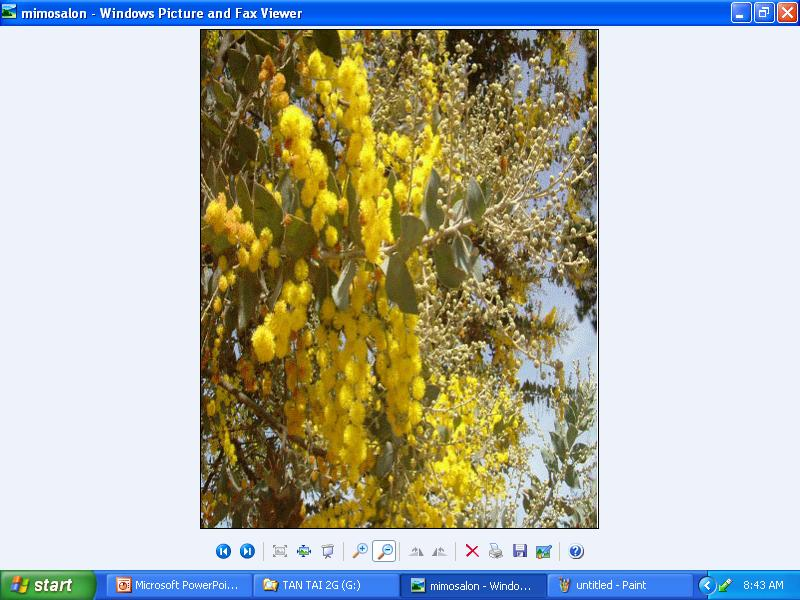 mimosalon - Windows Picture and Fax Viewer
start
Microsoft PowerPoi...
TAN TAI 2G (G:)
mimosalon - Windo...
untitled - Paint
8:43 AM